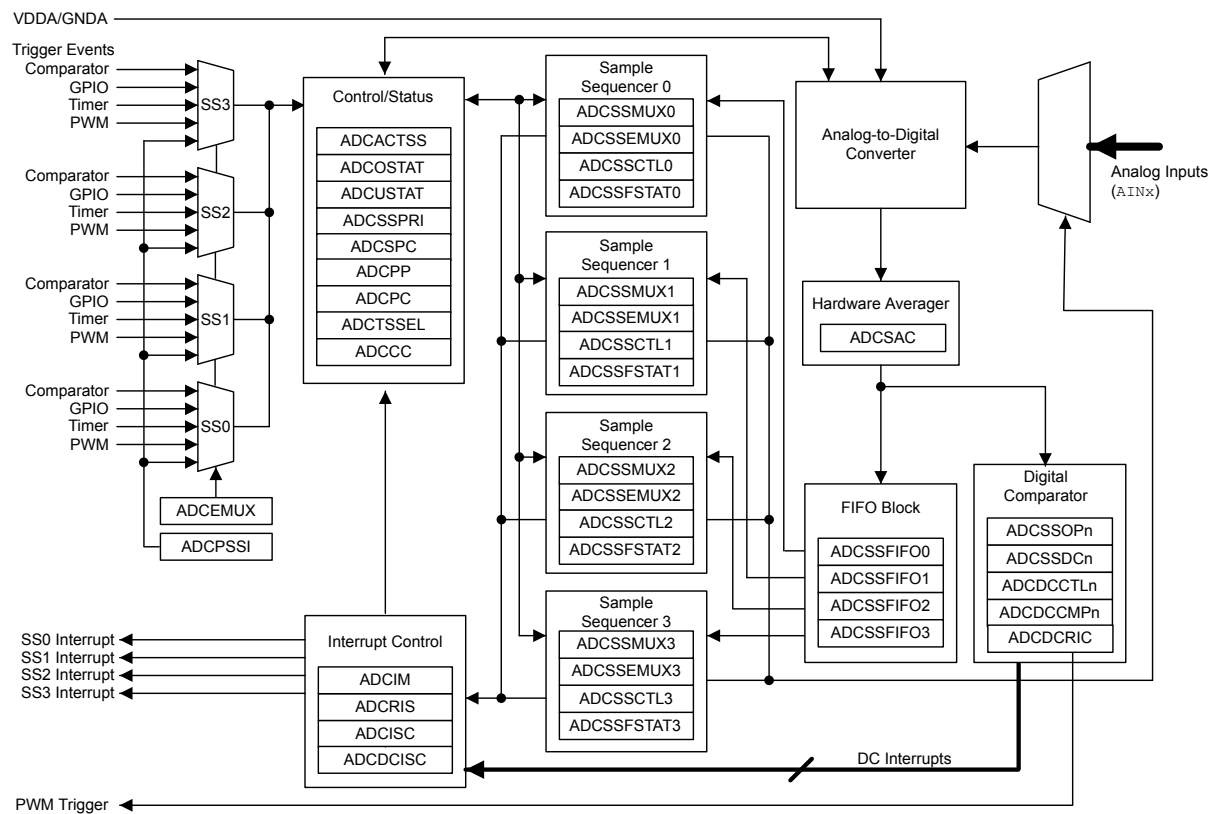 VDDA/GNDA
Trigger Events
Comparator
GPIO
Timer
PWM
SS3
Comparator
GPIO
Timer
PWM
SS2
Comparator
GPIO
Timer
PWM
SS1
Comparator
GPIO
Timer
PWM
SS0
ADCEMUX
ADCPSSI
Control/Status
ADCACTSS
ADCOSTAT
ADCUSTAT
ADCSSPRI
ADCSPC
ADCPP
ADCPC
ADCTSSEL
ADCCC
Sample
Sequencer 0
ADCSSMUX0
ADCSSEMUX0
ADCSSCTL0
ADCSSFSTAT0
Sample
Sequencer 1
ADCSSMUX1
ADCSSEMUX1
ADCSSCTL1
ADCSSFSTAT1
Sample
Sequencer 2
ADCSSMUX2
ADCSSEMUX2
ADCSSCTL2
ADCSSFSTAT2
Sample
Sequencer 3
ADCSSMUX3
ADCSSEMUX3
ADCSSCTL3
ADCSSFSTAT3
Analog-to-Digital
Converter
Analog Inputs
(AINx)
Hardware Averager
ADCSAC
FIFO Block
ADCSSFIFO0
ADCSSFIFO1
ADCSSFIFO2
ADCSSFIFO3
Digital
Comparator
ADCSSOPn
ADCSSDCn
ADCDCCTLn
ADCDCCMPn
ADCDCRIC
SS0 Interrupt
SS1 Interrupt
SS2 Interrupt
SS3 Interrupt
Interrupt Control
ADCIM
ADCRIS
ADCISC
ADCDCISC
DC Interrupts
PWM Trigger